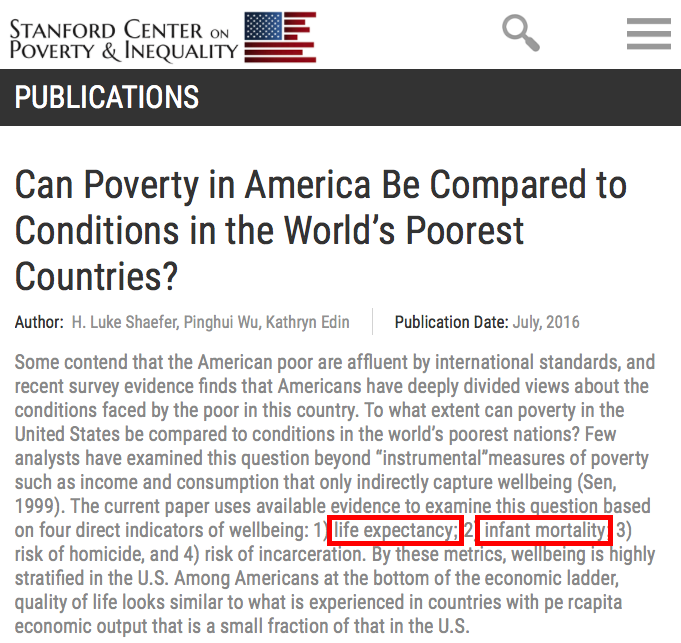 STANFORD CENTER ON
POVERTY & INEQUALITY
PUBLICATIONS
Can Poverty in America Be Compared to
Conditions in the World’s Poorest
Countries?
Author: H. Luke Shaefer, Pinghui Wu, Kathryn Edin Publication Date: July, 2016
Some contend that the American poor are affluent by international standards, and
recent survey evidence finds that Americans have deeply divided views about the
conditions faced by the poor in this country. To what extent can poverty in the
United States be compared to conditions in the world’s poorest nations? Few
analysts have examined this question beyond “instrumental”measures of poverty
such as income and consumption that only indirectly capture wellbeing (Sen,
1999). The current paper uses available evidence to examine this question based
on four direct indicators of wellbeing: 1) life expectancy; 2) infant mortality 3)
risk of homicide, and 4) risk of incarceration. By these metrics, wellbeing is highly
stratified in the U.S. Among Americans at the bottom of the economic ladder,
quality of life looks similar to what is experienced in countries with pe rcapita
economic output that is a small fraction of that in the U.S.